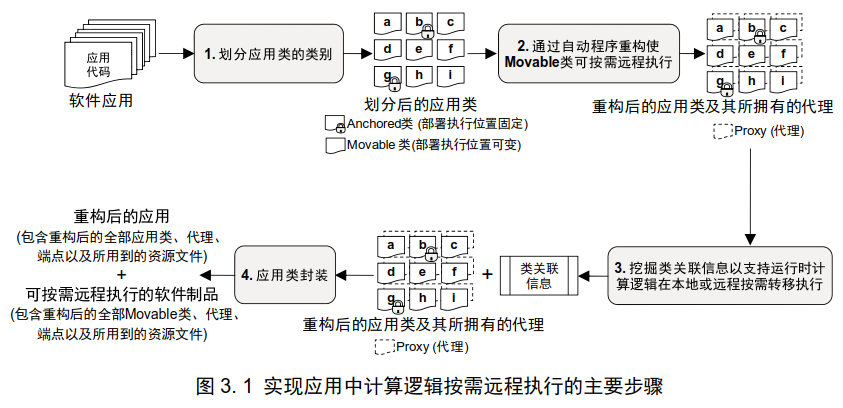 应用
代码
软件应用
1. 划分应用类的类别
a b c
d e f
g h i
划分后的应用类
Anchored类 (部署执行位置固定)
Movable 类(部署执行位置可变)
2. 通过自动程序重构使
Movable类可按需远程执行
a b c
d e f
g h i
重构后的应用类及其所拥有的代理
Proxy (代理)
3. 挖掘类关联信息以支持运行时计
算逻辑在本地或远程按需转移执行
类关联
信息
+
a b c
d e f
g h i
重构后的应用类及其所拥有的代理
Proxy (代理)
4. 应用类封装
重构后的应用
(包含重构后的全部应用类、代理、
端点以及所用到的资源文件)
+
可按需远程执行的软件制品
(包含重构后的全部Movable类、代理、
端点以及所用到的资源文件)
图 3. 1 实现应用中计算逻辑按需远程执行的主要步骤